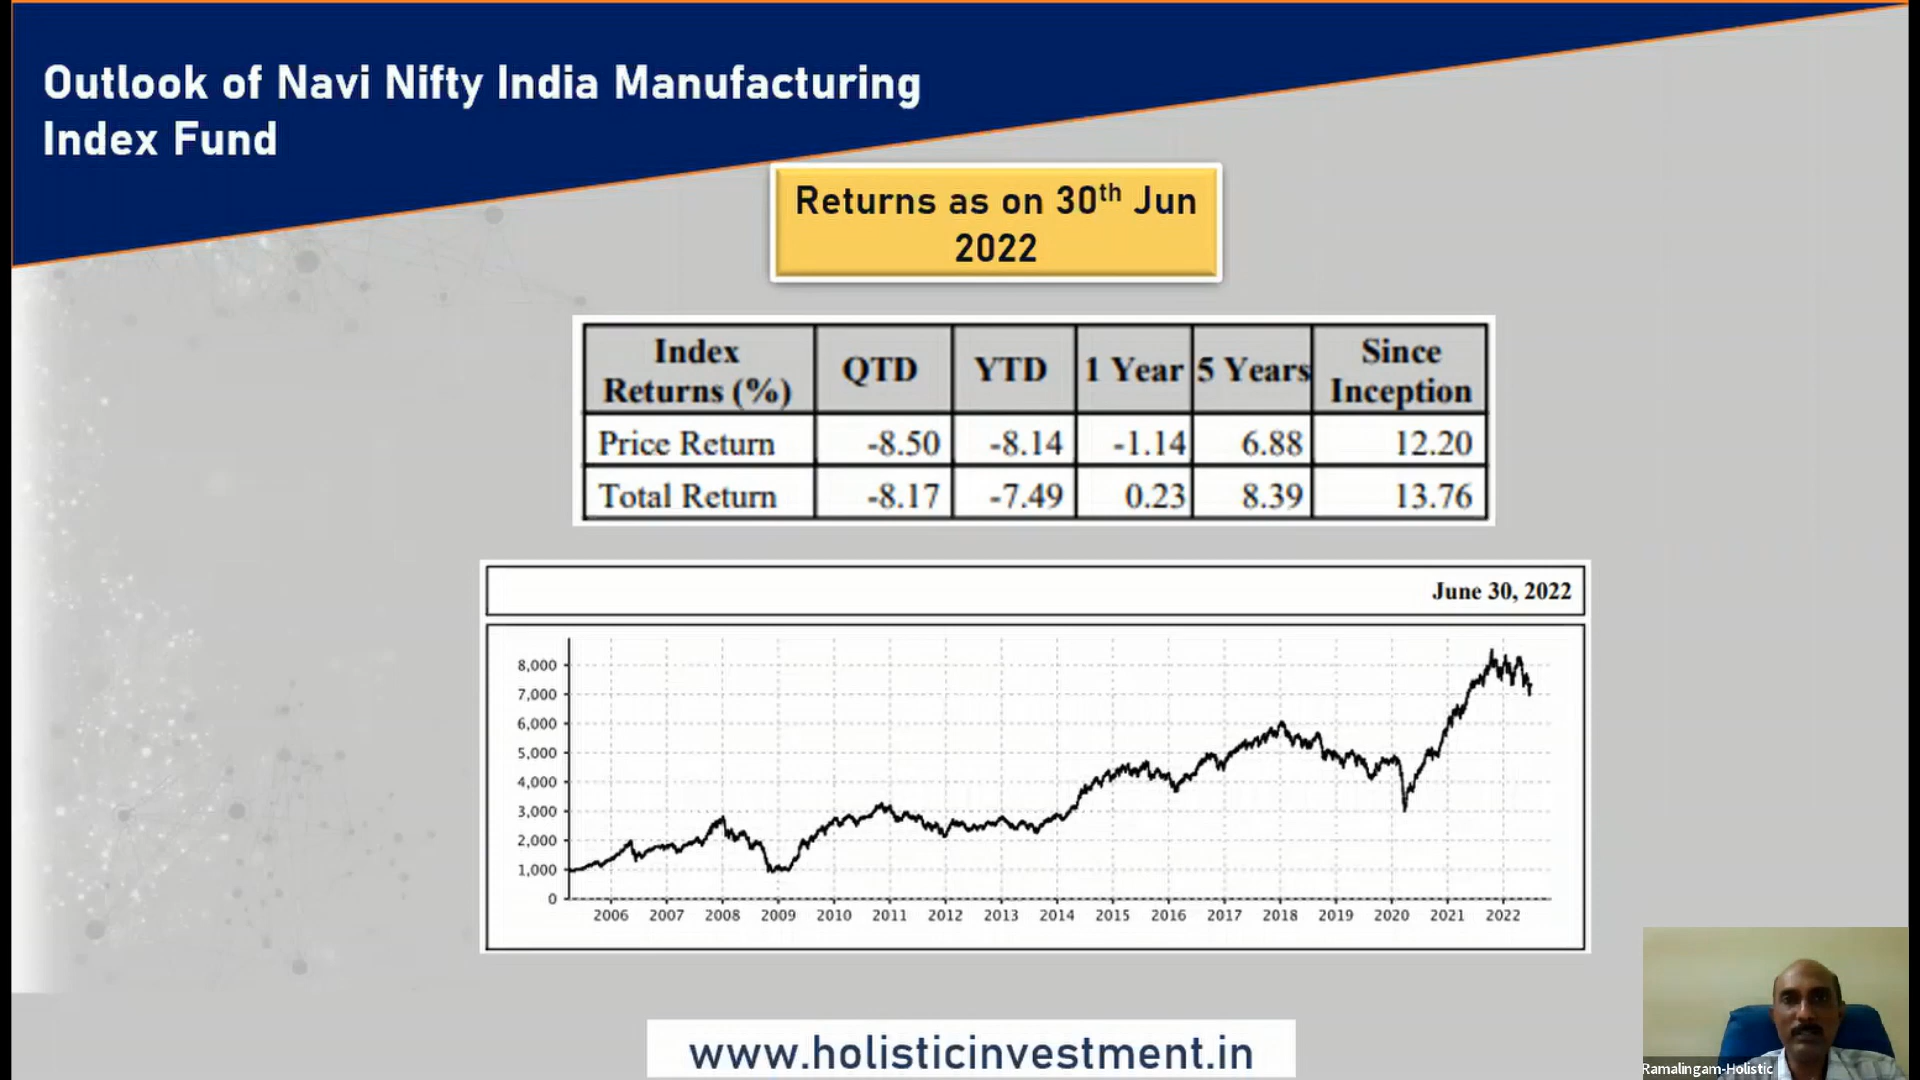 Outlook of Navi Nifty India Manufacturing
Index Fund
Returns as on 30th Jun
2022
Index Returns (%) QTD YTD 1 Year 5 Years Since Inception
Price Return -8.50 -8.14 -1.14 6.88 12.20
Total Return -8.17 -7.49 0.23 8.39 13.76
June 30, 2022
8,000
7,000
6,000
5,000
4,000
3,000
2,000
1,000
0
2006 2007 2008 2009 2010 2011 2012 2013 2014 2015 2016 2017 2018 2019 2020 2021 2022
www.holisticinvestment.in
Ramalingam-Holistic